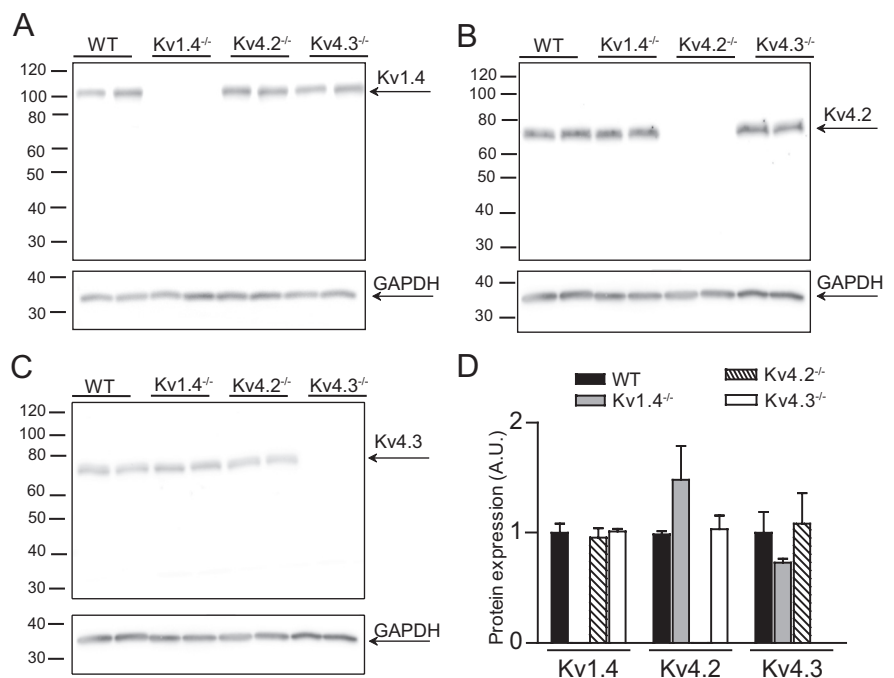 A
WT Kv1.4-/- Kv4.2-/- Kv4.3-/-
120
100
80
60
50
40
30
Kv1.4
40
30
GAPDH
B
WT Kv1.4-/- Kv4.2-/- Kv4.3-/-
120
100
80
60
50
40
30
Kv4.2
40
30
GAPDH
C
WT Kv1.4-/- Kv4.2-/- Kv4.3-/-
120
100
80
60
50
40
30
Kv4.3
40
30
GAPDH
D
WT Kv4.2-/-
Kv1.4-/- Kv4.3-/-
Protein expression (A.U.)
2
1
0
Kv1.4 Kv4.2 Kv4.3